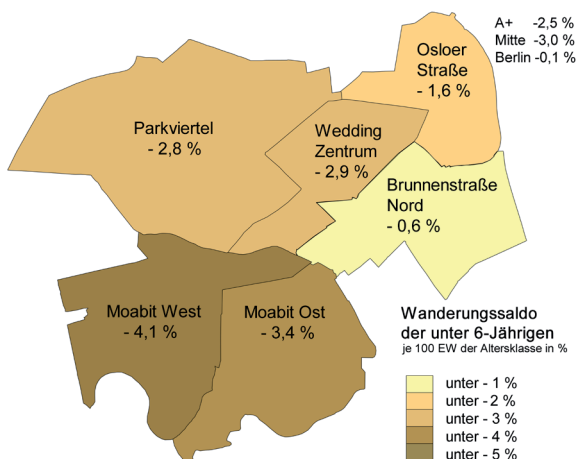 A+ -2,5 %
Mitte -3,0 %
Berlin -0,1 %
Osloer
Straße
- 1,6 %
Parkviertel
- 2,8 %
Wedding
Zentrum
- 2,9 %
Brunnenstraße
Nord
- 0,6 %
Moabit West
- 4,1 %
Moabit Ost
- 3,4 %
Wanderungssaldo
der unter 6-Jährigen
je 100 EW der Altersklasse in %
unter - 1 %
unter - 2 %
unter - 3 %
unter - 4 %
unter - 5 %